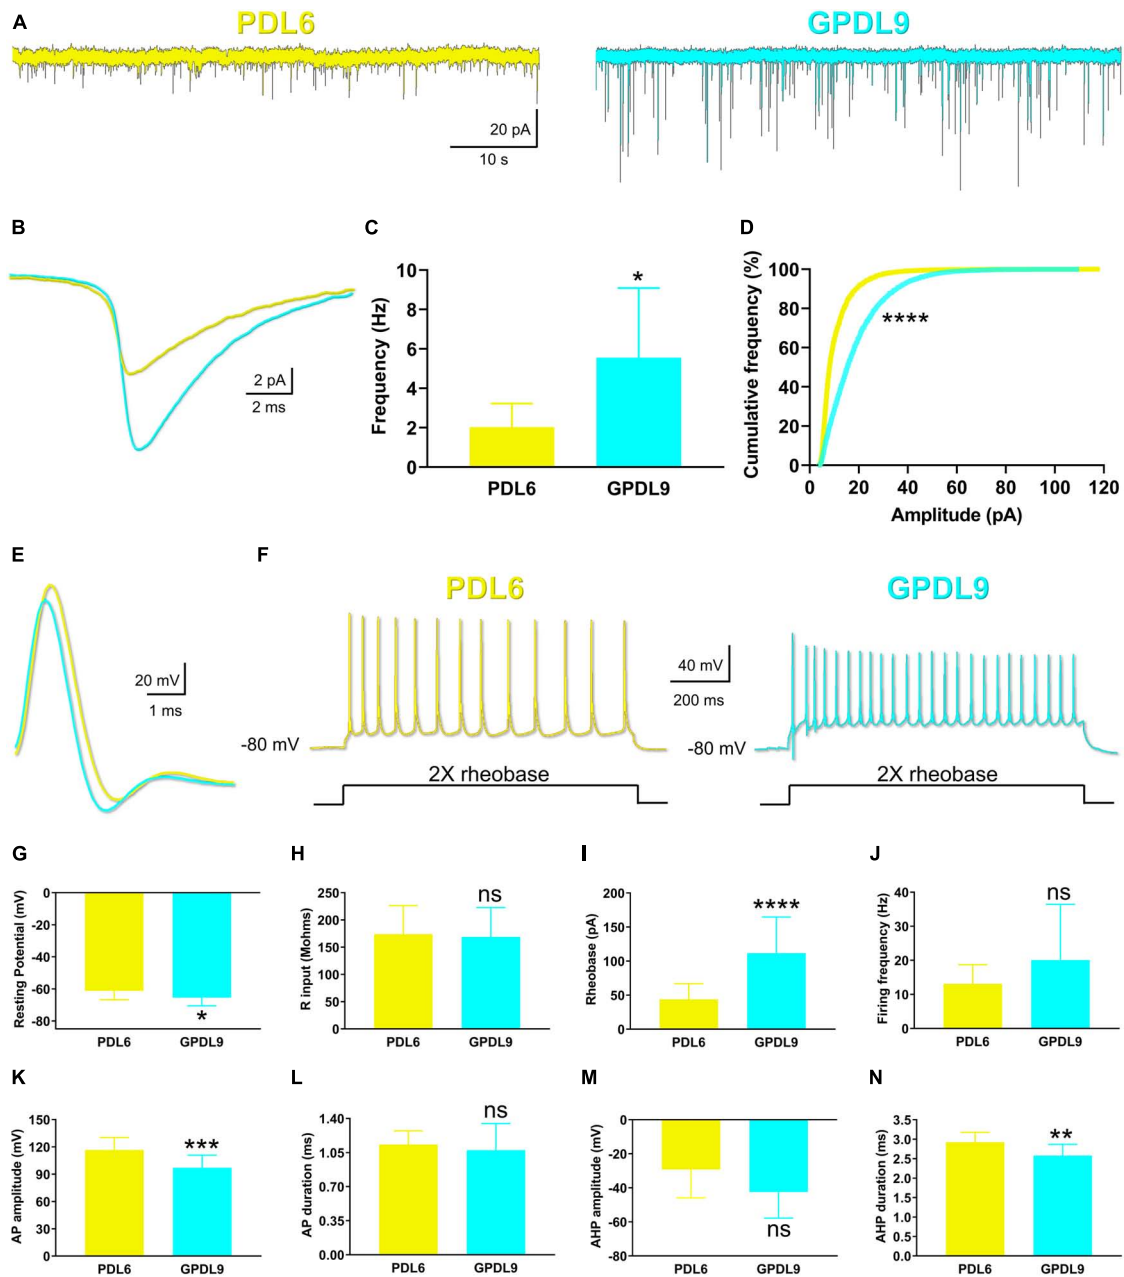 A
PDL6
GPDL9
20 pA
10 s
B
2 pA
2 ms
C
Frequency (Hz)
10
8
6
4
2
0
*
PDL6
GPDL9
D
Cumulative frequency (%)
100
80
60
40
20
0
****
0
20
40
60
80
100
120
Amplitude (pA)
E
20 mV
1 ms
F
PDL6
GPDL9
40 mV
200 ms
-80 mV
-80 mV
2X rheobase
2X rheobase
G
Resting Potential (mV)
0
-20
-40
-60
-80
*
PDL6
GPDL9
H
R input (Mohms)
250
200
150
100
50
0
ns
PDL6
GPDL9
I
Rheobase (pA)
200
150
100
50
0
****
PDL6
GPDL9
J
Firing frequency (Hz)
40
30
20
10
0
ns
PDL6
GPDL9
K
AP amplitude (mV)
150
120
90
60
30
0
***
PDL6
GPDL9
L
AP duration (ms)
1.40
1.05
0.70
0.35
0.00
ns
PDL6
GPDL9
M
AHP amplitude (mV)
0
-20
-40
-60
-80
ns
PDL6
GPDL9
N
AHP duration (ms)
3.5
3.0
2.5
2.0
1.5
1.0
0.5
0.0
**
PDL6
GPDL9